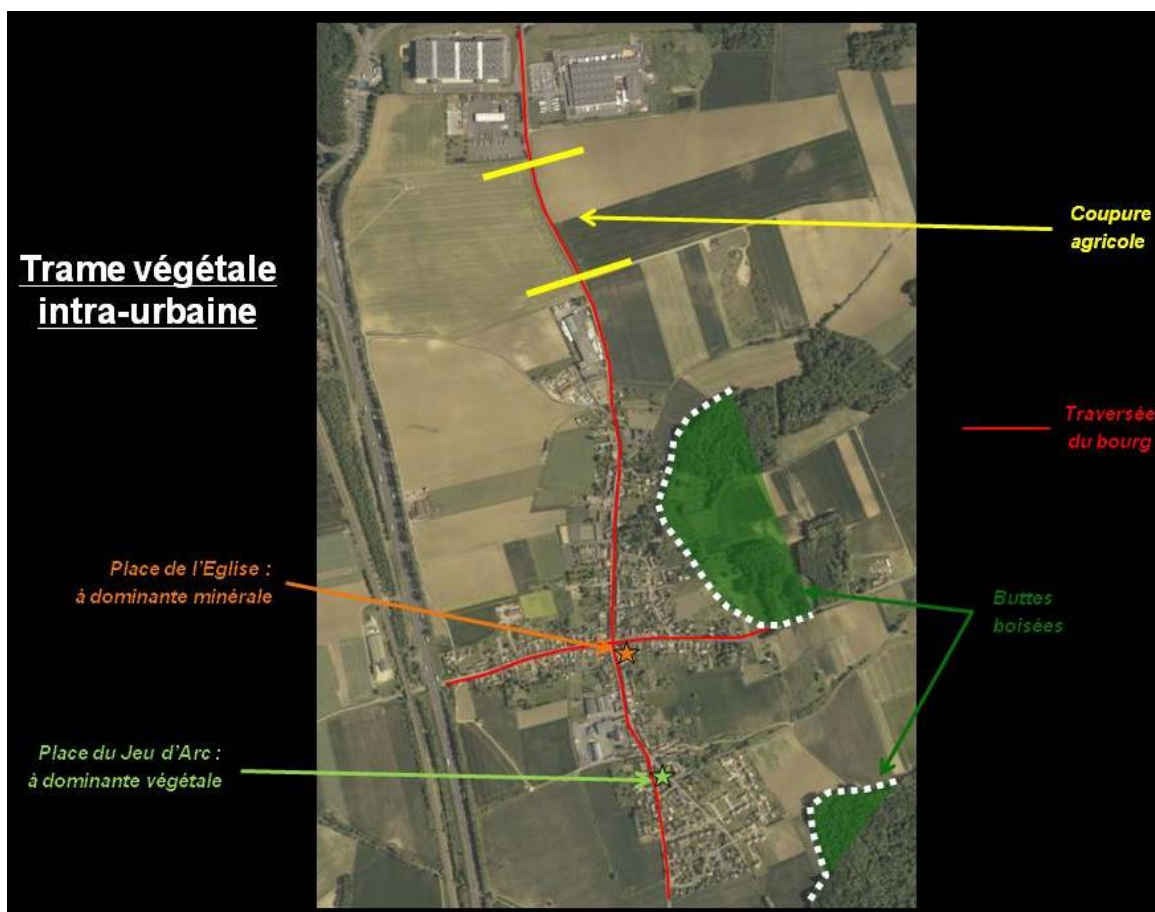 Trame végétale
intra-urbaine
Coupure
agricole
Traversée
du bourg
Place de l'Eglise :
à dominante minérale
Buttes
boisées
Place du Jeu d'Arc :
à dominante végétale